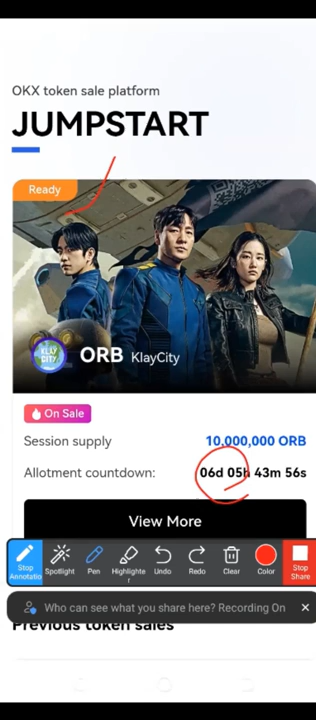 OKX token sale platform
JUMPSTART
Ready
KLAY
CITY
ORB KlayCity
On Sale
Session supply 10,000,000 ORB
Allotment countdown: 06d 05h 43m 56s
View More
Stop Annotatio Spotlight Pen Highlighte r Undo Redo Clear Color Stop Share
Who can see what you share here? Recording On
Previous token sales